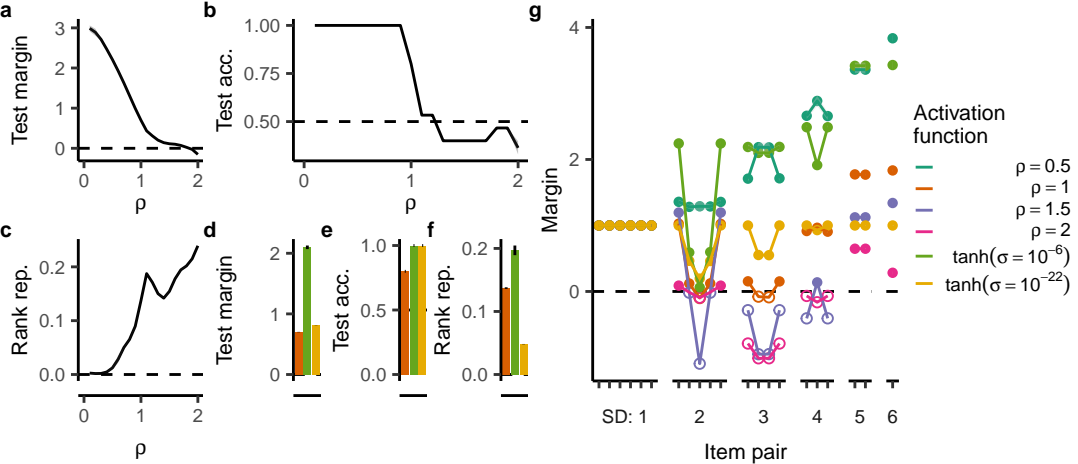 a
Test margin
3
2
1
0
0
1
2
ρ
b
Test acc.
1.00
0.75
0.50
0
1
2
ρ
c
Rank rep.
0.2
0.1
0.0
0
1
2
ρ
d
Test margin
2
1
0
e
Test acc.
1.0
0.5
0.0
f
Rank rep.
0.2
0.1
0.0
g
Margin
4
2
0
SD: 1
2
3
4
5
6
Item pair
Activation
function
ρ = 0.5
ρ = 1
ρ = 1.5
ρ = 2
tanh(σ = 10⁻⁶)
tanh(σ = 10⁻²²)